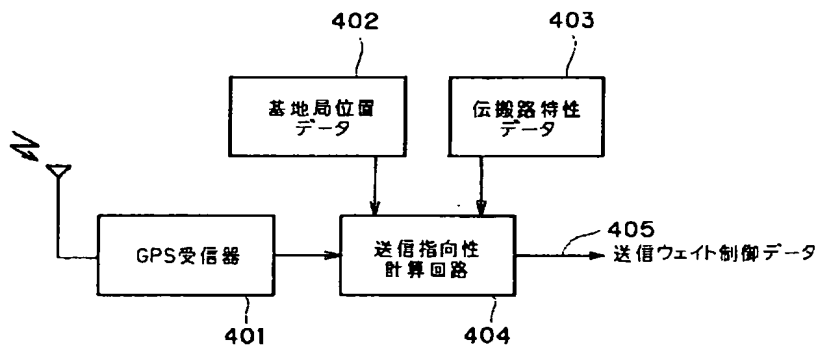 402
403
基地局位置
データ
伝搬路特性
データ
405
GPS受信器
送信指向性
計算回路
送信ウェイト制御データ
401
404